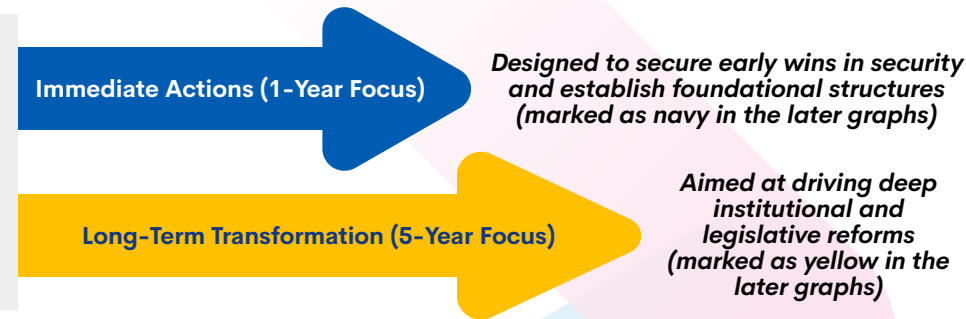 Immediate Actions (1-Year Focus)
Designed to secure early wins in security
and establish foundational structures
(marked as navy in the later graphs)
Long-Term Transformation (5-Year Focus)
Aimed at driving deep
institutional and
legislative reforms
(marked as yellow in the
later graphs)